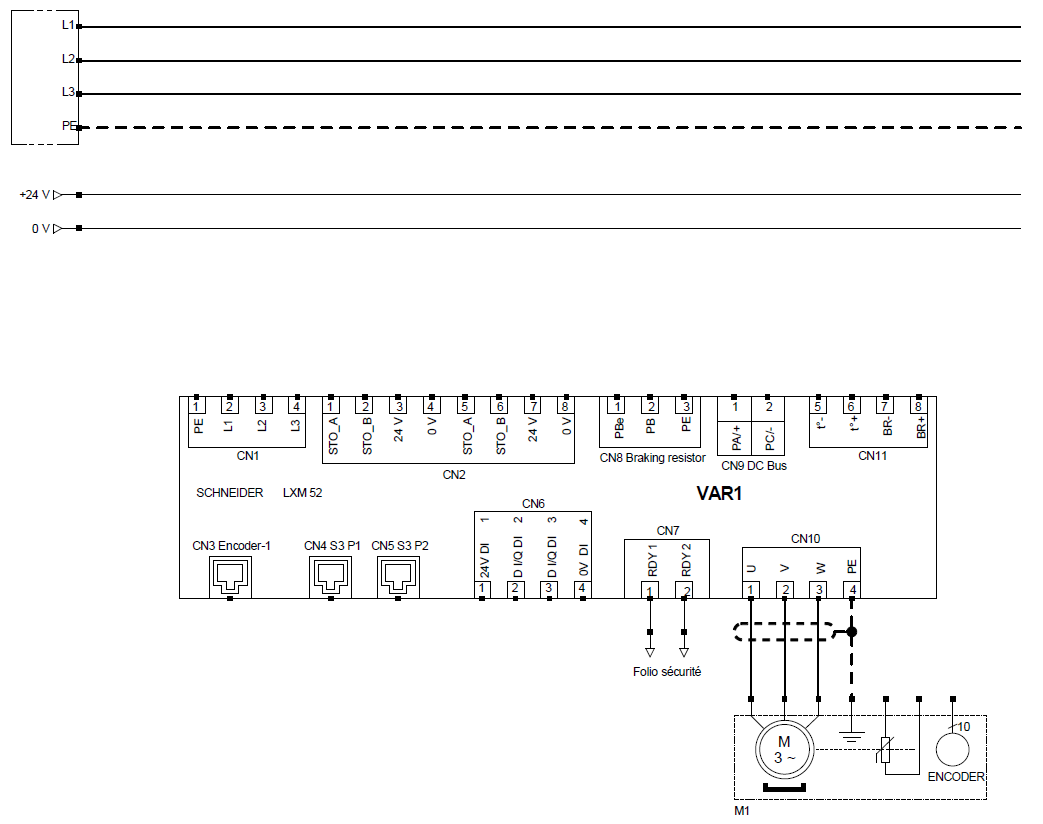 L1
L2
L3
PE
+24 V
0 V
1 2 3 4
PE L1 L2 L3
CN1
1 2 3 4 5 6 7 8
STO_A STO_B 24 V 0 V STO_A STO_B 24 V 0 V
CN2
1 2 3
PBe PB PE
CN8 Braking resistor
1 2
PA/+ PC/-
CN9 DC Bus
5 6 7 8
t°- t°+ BR- BR+
CN11
SCHNEIDER LXM 52
VAR1
CN3 Encoder-1
CN4 S3 P1
CN5 S3 P2
CN6
1 2 3 4
24V DI D I/Q DI D I/Q DI 0V DI
1 2 3 4
CN7
RDY 1 RDY 2
1 2
CN10
U V W PE
1 2 3 4
Folio sécurité
M
3 ~
10
ENCODER
M1